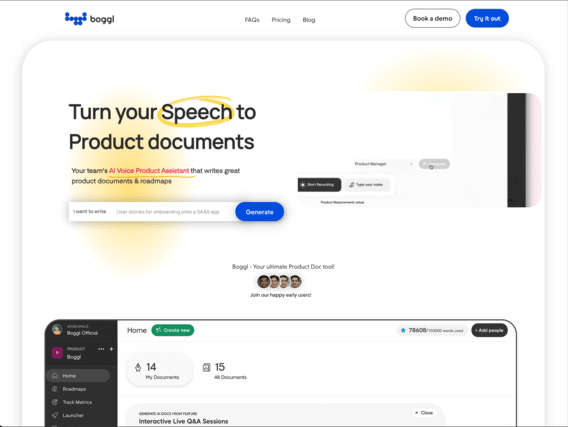 boggl
FAQs
Pricing
Blog
Book a demo
Try it out
Turn your Speech to
Product documents
Your team's AI Voice Product Assistant that writes great
product documents & roadmaps
I want to write
User stories for onboarding onto a SAAS app
Generate
Product Manager
Start Recording
Type your notes
Product Requirements setup
Boggl - Your ultimate Product Doc tool!
Join our happy early users!
WORKSPACE
Boggl Official
PRODUCT
Boggl
Home
Roadmaps
Track Metrics
Launcher
Home
Create new
78608/150000 words used
+ Add people
14
My Documents
15
All Documents
GENERATE AI DOCS FROM FEATURE
Interactive Live Q&A Sessions
× Close